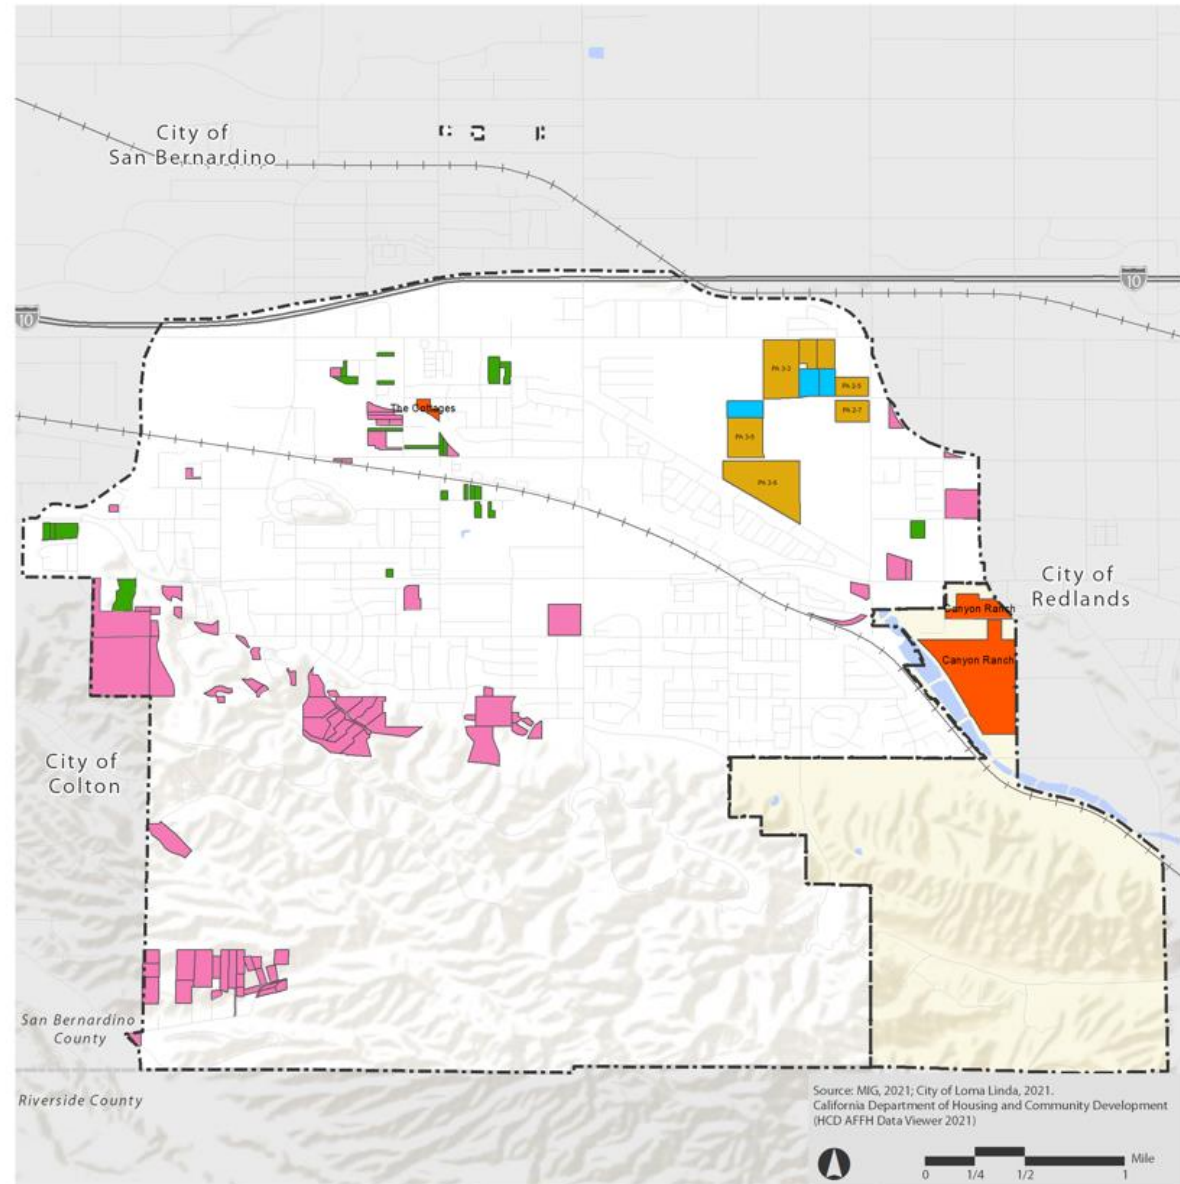 City of
San Bernardino
10
10
PA 3-3
PA 2-5
PA 2-7
The Cottages
PA 3-5
PA 3-6
City of
Redlands
Canyon Ranch
Canyon Ranch
City of
Colton
San Bernardino
County
Riverside County
Source: MIG, 2021; City of Loma Linda, 2021.
California Department of Housing and Community Development
(HCD AFFH Data Viewer 2021)
Mile
0 1/4 1/2 1